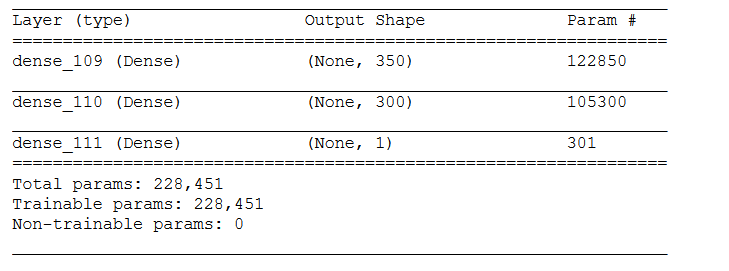 Layer (type) Output Shape Param #
=================================================================
dense_109 (Dense) (None, 350) 122850
dense_110 (Dense) (None, 300) 105300
dense_111 (Dense) (None, 1) 301
=================================================================
Total params: 228,451
Trainable params: 228,451
Non-trainable params: 0